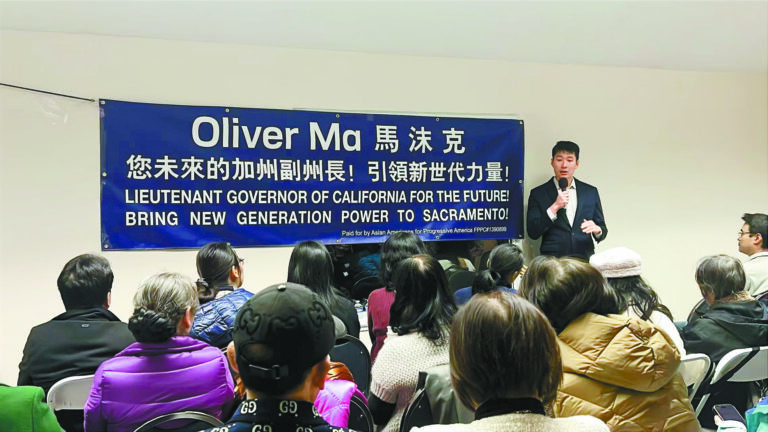 Oliver Ma 馬沫克
您未來的加州副州長！引領新世代力量！
LIEUTENANT GOVERNOR OF CALIFORNIA FOR THE FUTURE!
BRING NEW GENERATION POWER TO SACRAMENTO!
Paid for by Asian Americans for Progressive America FPPC#1390899